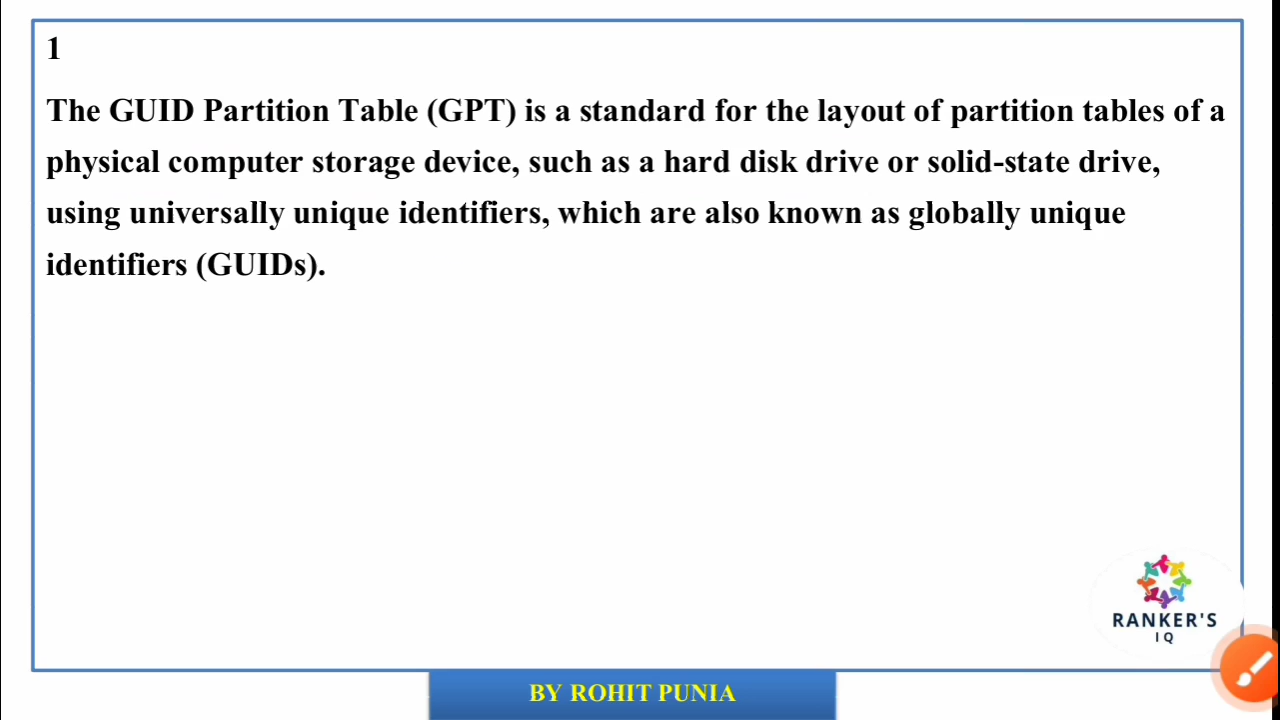 1
The GUID Partition Table (GPT) is a standard for the layout of partition tables of a
physical computer storage device, such as a hard disk drive or solid-state drive,
using universally unique identifiers, which are also known as globally unique
identifiers (GUIDs).
RANKER'S
IQ
BY ROHIT PUNIA